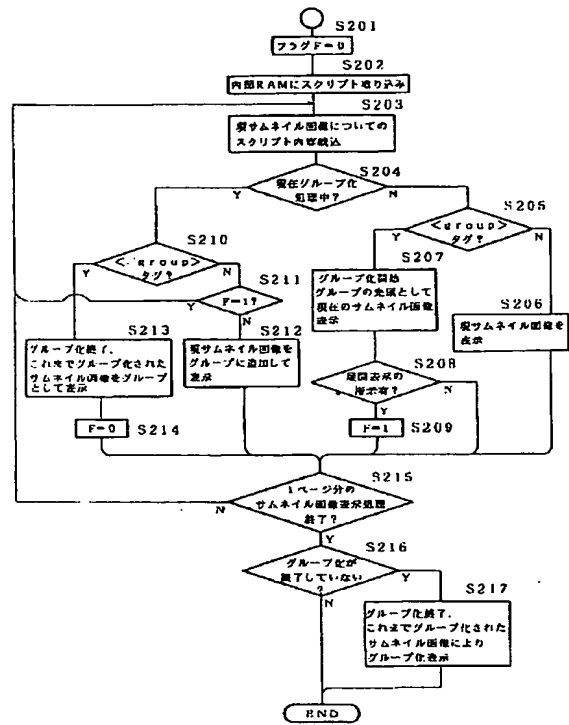 S201
フラグF=0
S202
内部RAMにスクリプト取り込み
S203
現サムネイル画像についての
スクリプト内容読込
S204
現在グループ化
処理中?
Y
N
S205
<group>
タグ?
Y
N
S210
group>
タグ?
Y
N
S207
グループ化開始
グループの先頭として
現在のサムネイル画像
表示
S211
F=1?
Y
N
S206
現サムネイル画像を
表示
S213
グループ化終了、
これまでグループ化された
サムネイル画像をグループ
として表示
S212
現サムネイル画像を
グループに追加して
表示
S208
表示の
指示有?
N
Y
F=0
S214
F=1
S209
S215
1ページ分の
サムネイル画像表示処理
終了?
N
Y
S216
グループ化が
終了していない
?
Y
N
S217
グループ化終了、
これまでグループ化された
サムネイル画像により
グループ化表示
END